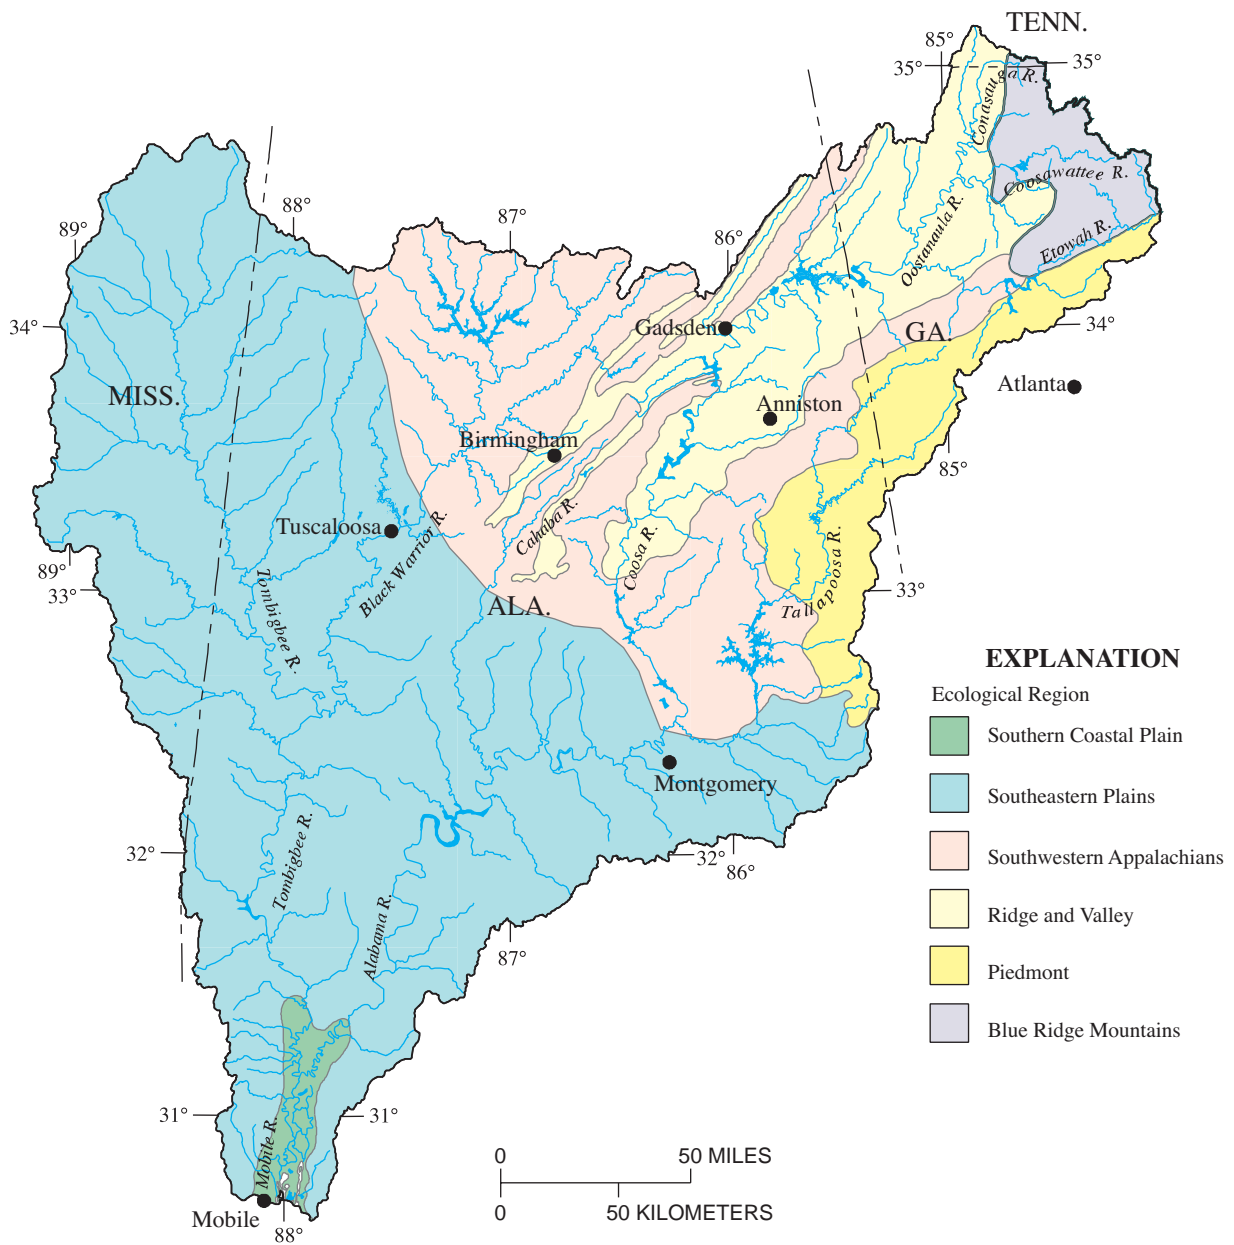 TENN.
85°
35°
35°
Conasauga R.
88°
87°
89°
86°
Coosawattee R.
Oostanaula R.
Etowah R.
34°
Gadsden
GA.
34°
MISS.
Atlanta
Anniston
Birmingham
85°
Tuscaloosa
Cahaba R.
Black Warrior R.
Coosa R.
Tallapoosa R.
89°
33°
33°
Tombigbee R.
ALA.
EXPLANATION
Ecological Region
Southern Coastal Plain
Southeastern Plains
Southwestern Appalachians
Ridge and Valley
Piedmont
Blue Ridge Mountains
Montgomery
32°
32°
86°
Tombigbee R.
Alabama R.
87°
31°
31°
Mobile R.
0 50 MILES
0 50 KILOMETERS
Mobile
88°